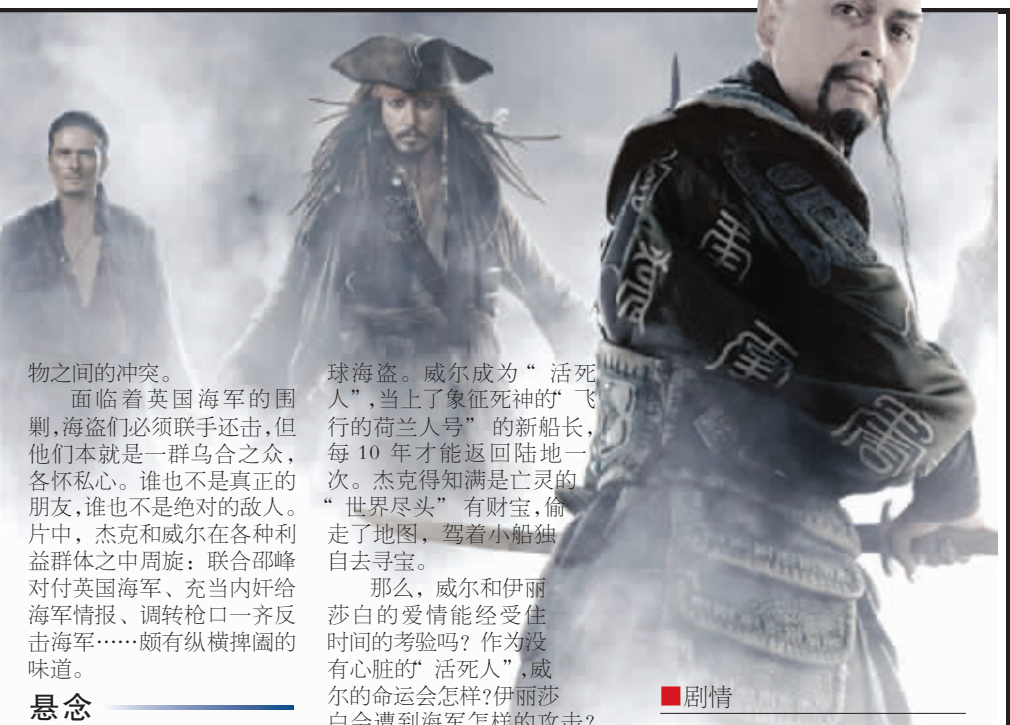 物之间的冲突。
面临着英国海军的围
剿,海盗们必须联手还击,但
他们本就是一群乌合之众,
各怀私心。谁也不是真正的
朋友,谁也不是绝对的敌人。
片中，杰克和威尔在各种利
益群体之中周旋：联合邵峰
对付英国海军、充当内奸给
海军情报、调转枪口一齐反
击海军……颇有纵横捭阖的
味道。
悬念
球海盗。威尔成为“活死
人”,当上了象征死神的“飞
行的荷兰人号”的新船长,
每 10 年才能返回陆地一
次。杰克得知满是亡灵的
“世界尽头”有财宝,偷
走了地图，驾着小船独
自去寻宝。
那么，威尔和伊丽
莎白的爱情能经受住
时间的考验吗？作为没
有心脏的“活死人”,威
尔的命运会怎样?伊丽莎
白会遭到海军怎样的攻击?
■剧情